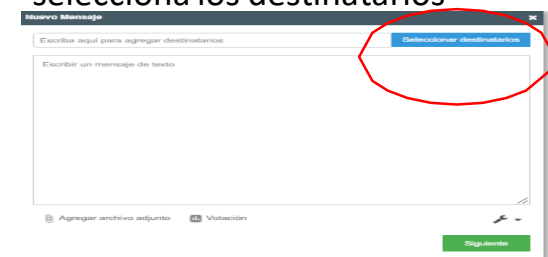 selecciona los destinatarios
Nuevo Mensaje ×
Escriba aquí para agregar destinatarios Seleccionar destinatarios
Escribir un mensaje de texto
Agregar archivo adjunto Votación
Siguiente